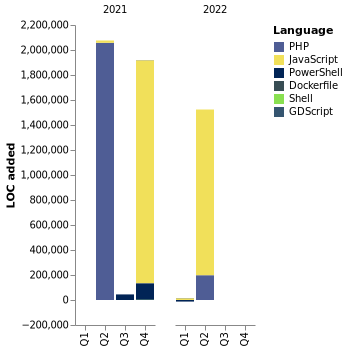 2021
2022
LOC added
2,200,000
2,000,000
1,800,000
1,600,000
1,400,000
1,200,000
1,000,000
800,000
600,000
400,000
200,000
0
−200,000
Q1
Q2
Q3
Q4
Q1
Q2
Q3
Q4
Language
PHP
JavaScript
PowerShell
Dockerfile
Shell
GDScript